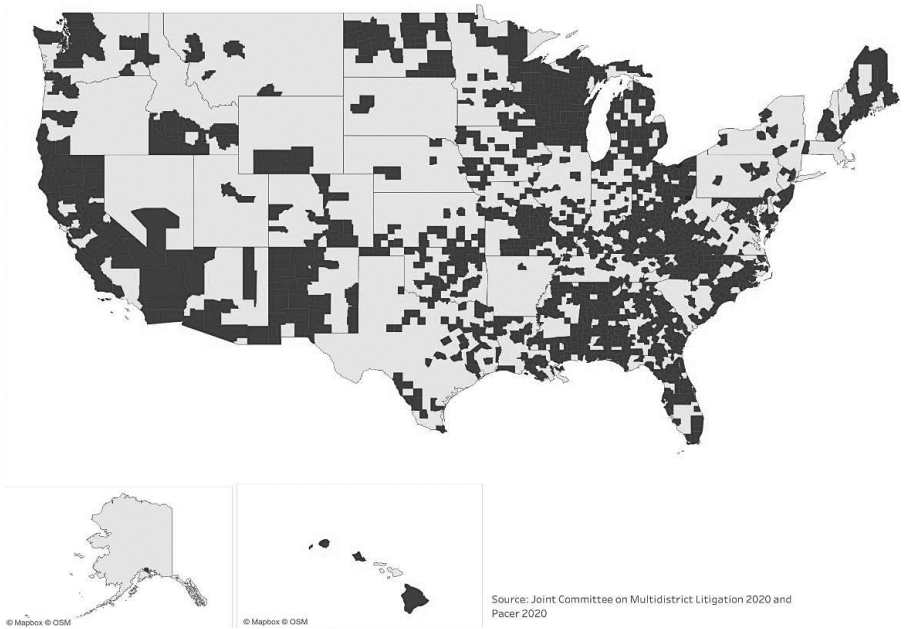 © Mapbox © OSM
© Mapbox © OSM
Source: Joint Committee on Multidistrict Litigation 2020 and
Pacer 2020